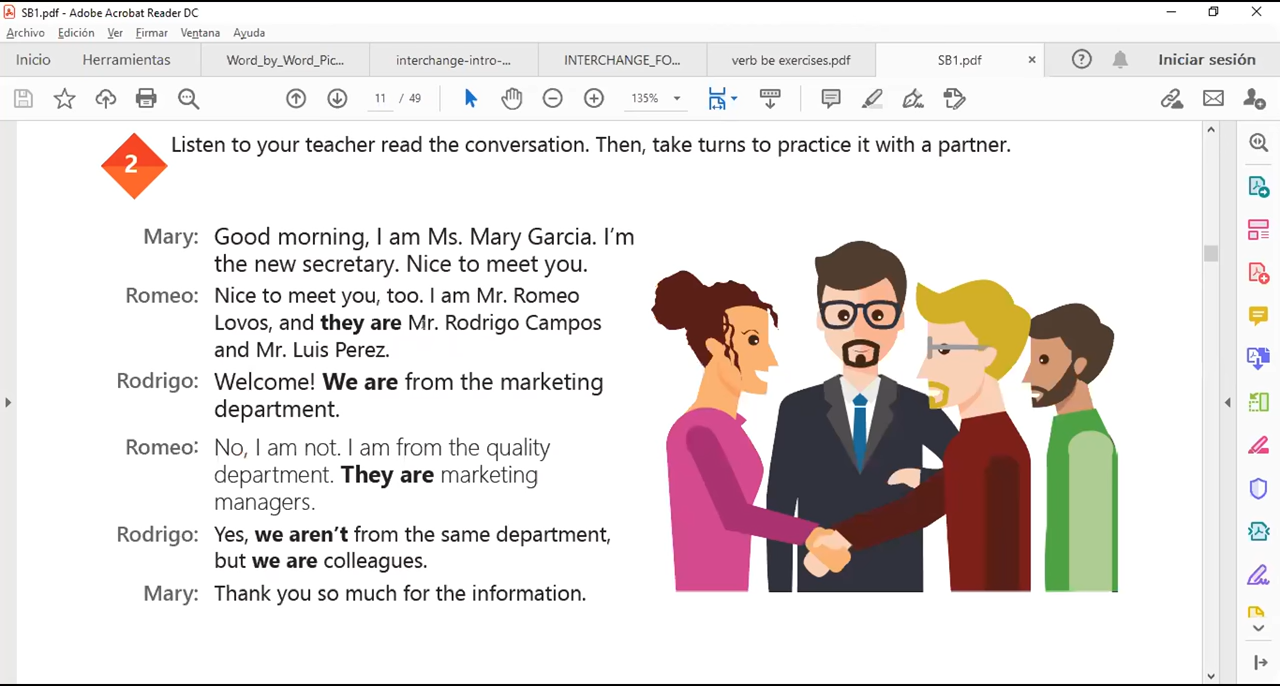 SB1.pdf - Adobe Acrobat Reader DC
Archivo Edición Ver Firmar Ventana Ayuda
Inicio Herramientas Word_by_Word_Pic... interchange-intro-... INTERCHANGE_FO... verb be exercises.pdf SB1.pdf × Iniciar sesión
11 / 49 135%
2 Listen to your teacher read the conversation. Then, take turns to practice it with a partner.
Mary: Good morning, I am Ms. Mary Garcia. I'm
the new secretary. Nice to meet you.
Romeo: Nice to meet you, too. I am Mr. Romeo
Lovos, and they are Mr. Rodrigo Campos
and Mr. Luis Perez.
Rodrigo: Welcome! We are from the marketing
department.
Romeo: No, I am not. I am from the quality
department. They are marketing
managers.
Rodrigo: Yes, we aren't from the same department,
but we are colleagues.
Mary: Thank you so much for the information.